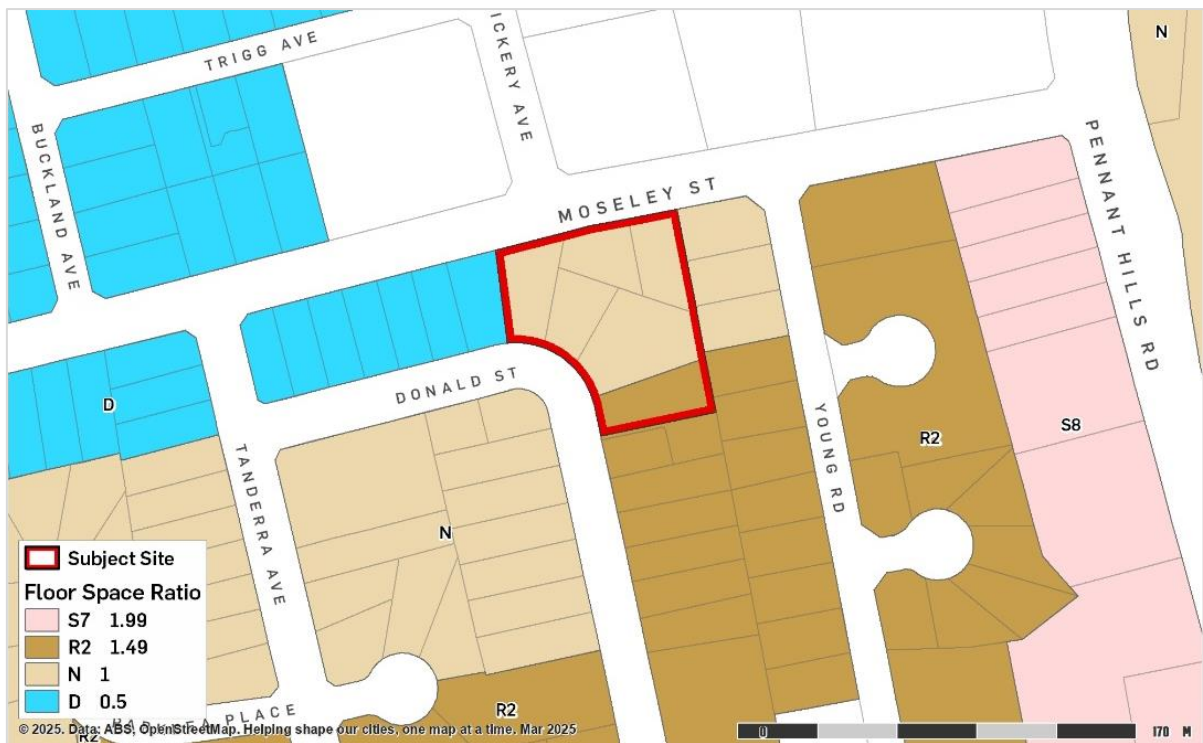 TRIGG AVE
ICKERY AVE
N
BUCKLAND AVE
PENNANT HILLS RD
MOSELEY ST
DONALD ST
D
TANDERRA AVE
YOUNG RD
R2
S8
N
Subject Site
Floor Space Ratio
S7 1.99
R2 1.49
N 1
D 0.5
PLACE
R2
R2
© 2025. Data: ABS, OpenStreetMap. Helping shape our cities, one map at a time. Mar 2025
0 170 M